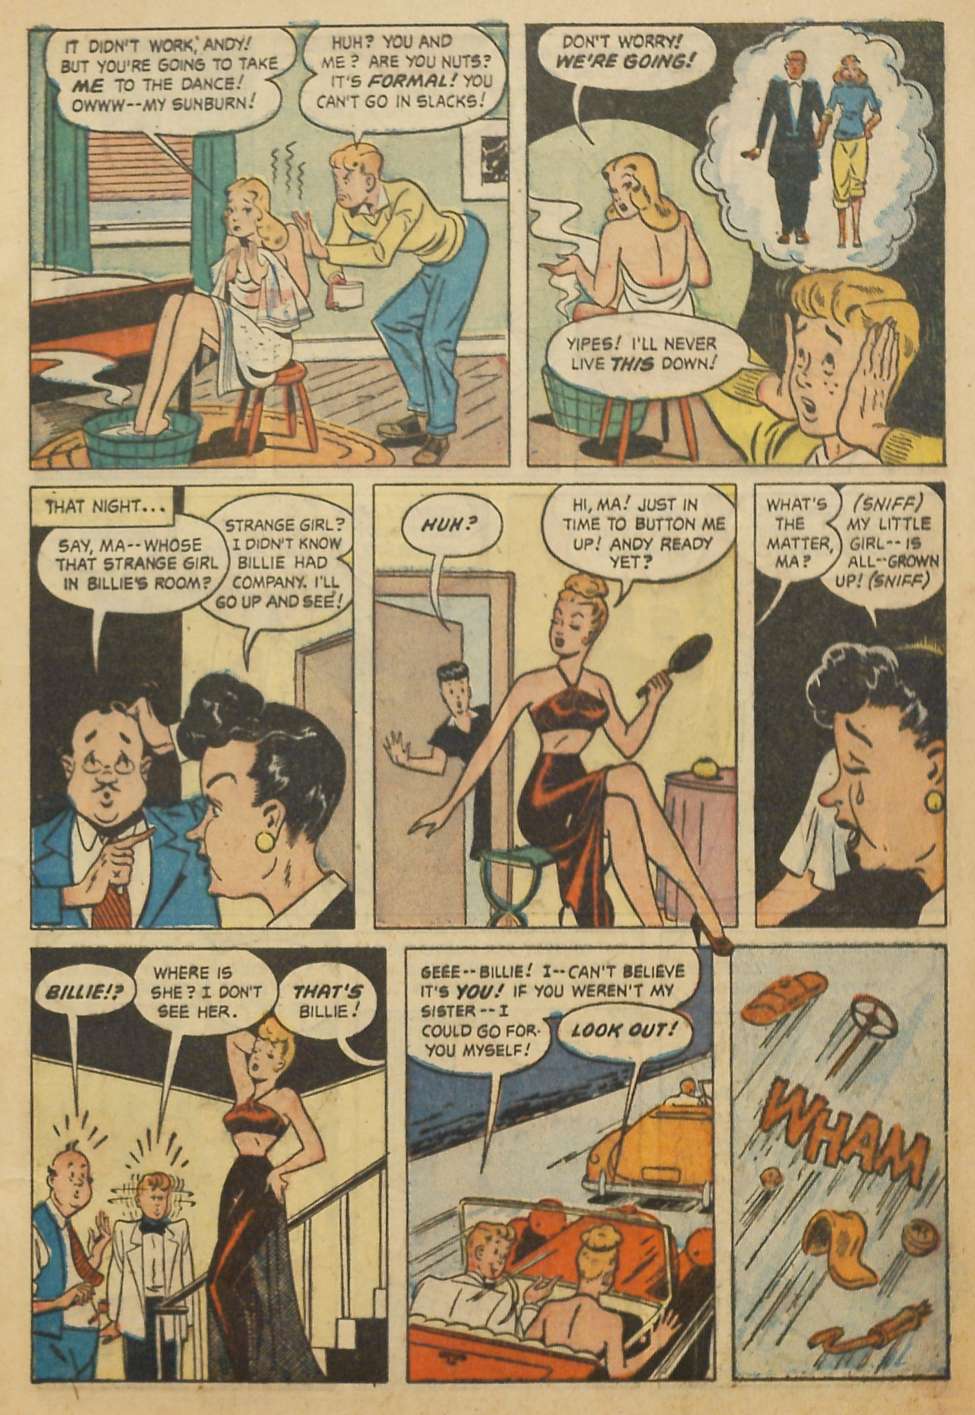 IT DIDN'T WORK, ANDY!
BUT YOU'RE GOING TO TAKE
ME TO THE DANCE!
OWWW--MY SUNBURN!
HUH? YOU AND
ME? ARE YOU NUTS?
IT'S FORMAL! YOU
CAN'T GO IN SLACKS!
DON'T WORRY!
WE'RE GOING!
YIPES! I'LL NEVER
LIVE THIS DOWN!
THAT NIGHT...
SAY, MA--WHOSE
THAT STRANGE GIRL
IN BILLIE'S ROOM?
STRANGE GIRL?
I DIDN'T KNOW
BILLIE HAD
COMPANY. I'LL
GO UP AND SEE!
HUH?
HI, MA! JUST IN
TIME TO BUTTON ME
UP! ANDY READY
YET?
WHAT'S
THE
MATTER,
MA?
(SNIFF)
MY LITTLE
GIRL--IS
ALL--GROWN
UP! (SNIFF)
BILLIE!?
WHERE IS
SHE? I DON'T
SEE HER.
THAT'S
BILLIE!
GEEE--BILLIE! I--CAN'T BELIEVE
IT'S YOU! IF YOU WEREN'T MY
SISTER--I
COULD GO FOR-
YOU MYSELF!
LOOK OUT!
WHAM